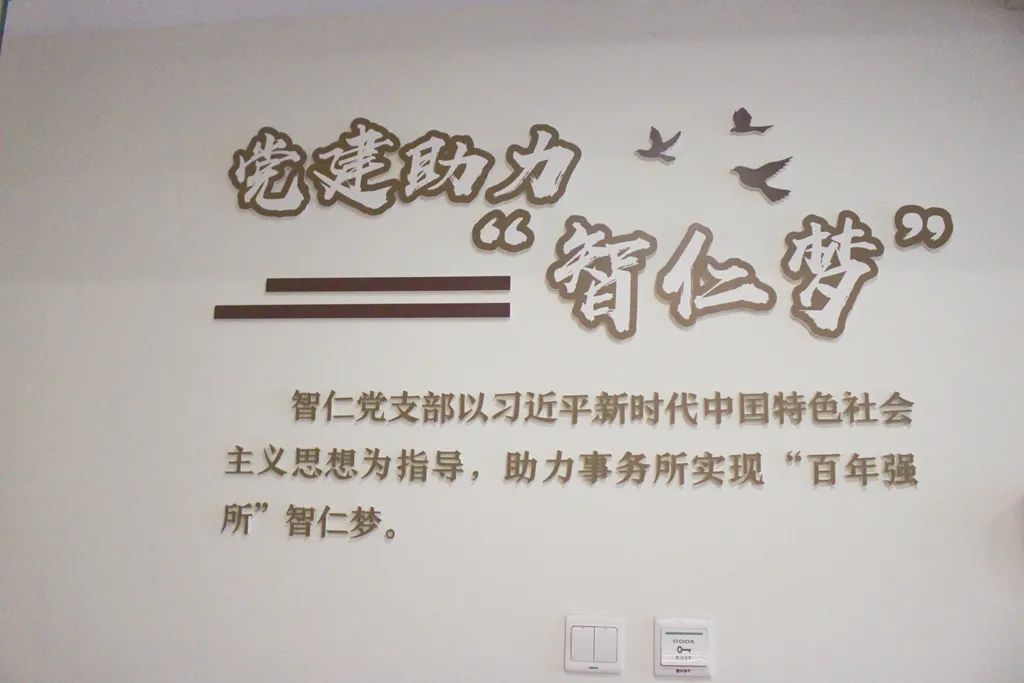 党建助力
“智仁梦”
智仁党支部以习近平新时代中国特色社会
主义思想为指导，助力事务所实现“百年强
所”智仁梦。
DOOR
EXIT